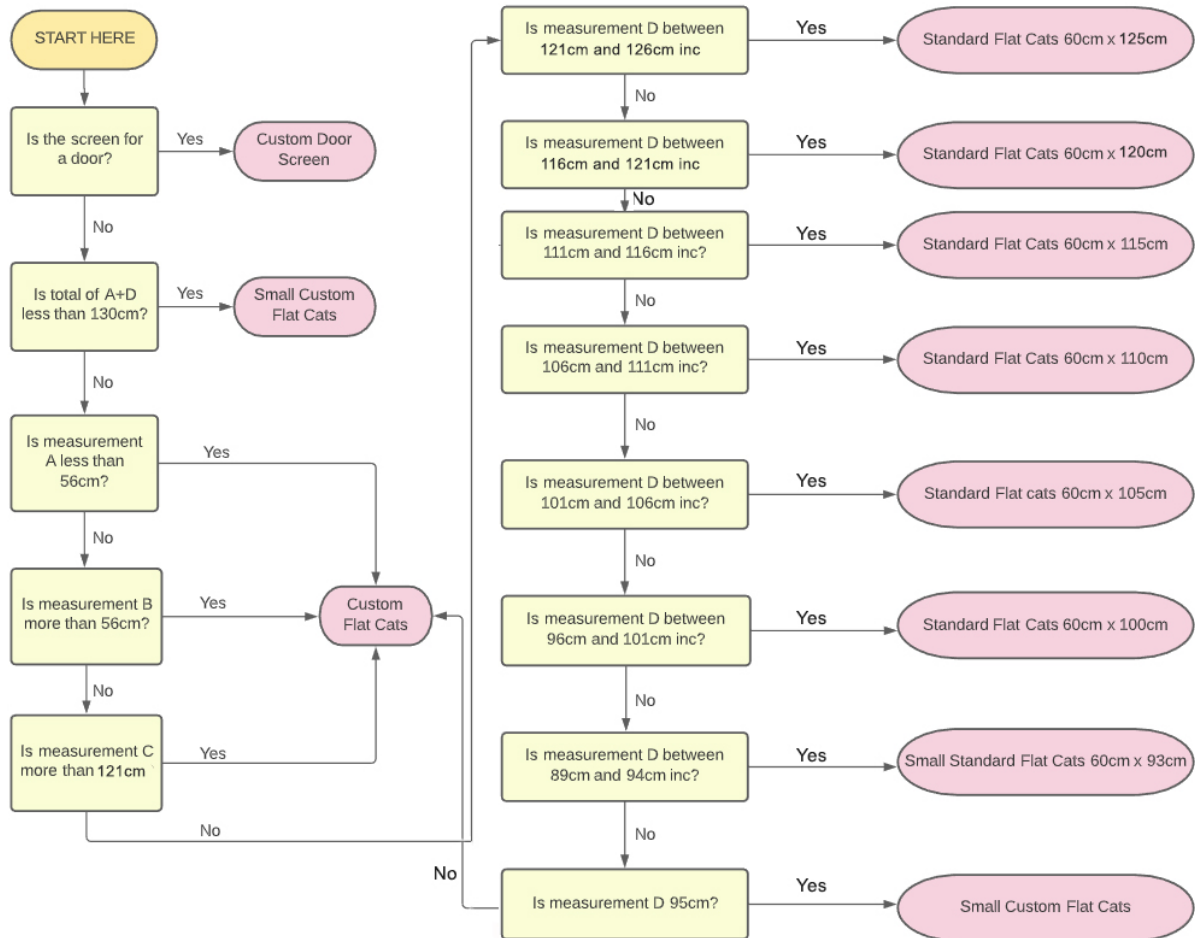 START HERE
Is the screen for
a door?
Yes
Custom Door
Screen
No
Is total of A+D
less than 130cm?
Yes
Small Custom
Flat Cats
No
Is measurement
A less than
56cm?
Yes
No
Is measurement B
more than 56cm?
Yes
Custom
Flat Cats
No
Is measurement C
more than 121cm
Yes
No
Is measurement D between
121cm and 126cm inc
Yes
Standard Flat Cats 60cm x 125cm
No
Is measurement D between
116cm and 121cm inc
Yes
Standard Flat Cats 60cm x 120cm
No
Is measurement D between
111cm and 116cm inc?
Yes
Standard Flat Cats 60cm x 115cm
No
Is measurement D between
106cm and 111cm inc?
Yes
Standard Flat Cats 60cm x 110cm
No
Is measurement D between
101cm and 106cm inc?
Yes
Standard Flat cats 60cm x 105cm
No
Is measurement D between
96cm and 101cm inc?
Yes
Standard Flat Cats 60cm x 100cm
No
Is measurement D between
89cm and 94cm inc?
Yes
Small Standard Flat Cats 60cm x 93cm
No
Is measurement D 95cm?
Yes
Small Custom Flat Cats
No